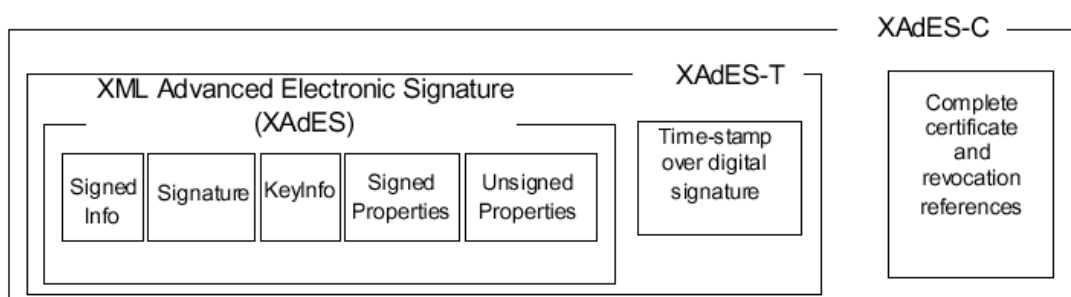 XAdES-C
XML Advanced Electronic Signature
(XAdES)
XAdES-T
Signed
Info
Signature
KeyInfo
Signed
Properties
Unsigned
Properties
Time-stamp
over digital
signature
Complete
certificate
and
revocation
references